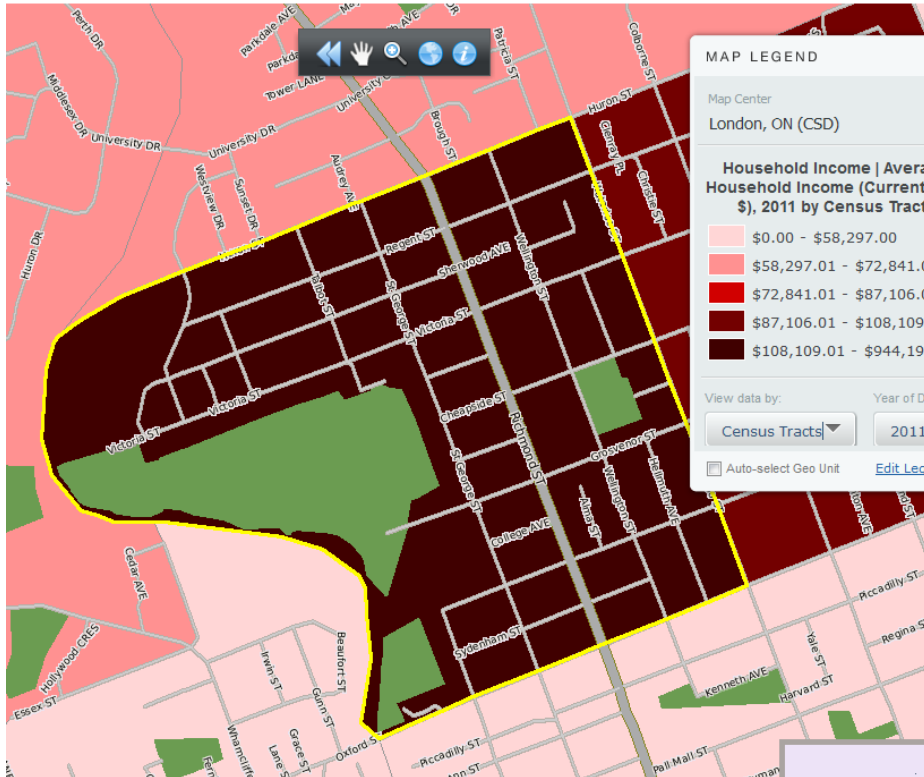 Perth DR
Parkdale AVE
Patricia ST
Colborne ST
Middlesex DR
University DR
University DR
Tower LANE
Huron ST
Brough ST
Glenray PL
Christie ST
Westview DR
Sunset DR
Audrey AVE
Huron DR
Regent ST
Sherwood AVE
Wellington ST
Talbot ST
St. George ST
Victoria ST
Victoria ST
Victoria ST
Cheapside ST
Richmond ST
Grosvenor ST
St. George ST
Wellington ST
Hellmuth AVE
Alma ST
College AVE
Cedar AVE
Sydenham ST
Piccadilly ST
Hollywood CRES
Essex ST
Beaufort ST
Irwin ST
Gunn ST
Grace ST
Lane S
Oxford S
Piccadilly ST
Kenneth AVE
Yale ST
Harvard ST
Regina S
Pall Mall ST
MAP LEGEND
Map Center
London, ON (CSD)
Household Income | Avera
Household Income (Current
$), 2011 by Census Tract
$0.00 - $58,297.00
$58,297.01 - $72,841.0
$72,841.01 - $87,106.0
$87,106.01 - $108,109
$108,109.01 - $944,19
View data by:
Year of D
Census Tracts
2011
Auto-select Geo Unit
Edit Leg